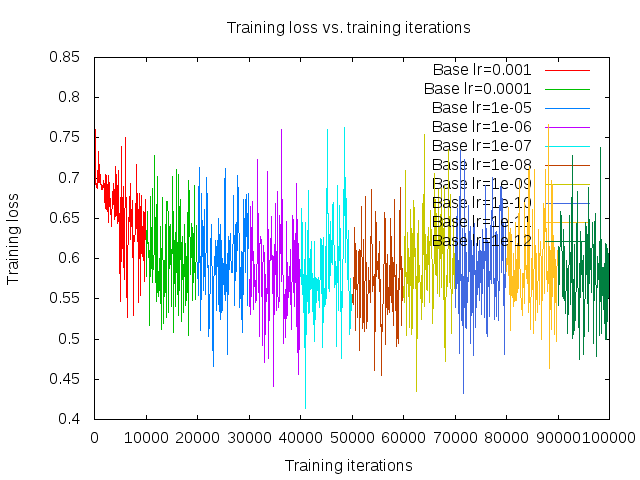 Training loss vs. training iterations
0.85
0.8
0.75
0.7
0.65
0.6
0.55
0.5
0.45
0.4
Training loss
Base lr=0.001
Base lr=0.0001
Base lr=1e-05
Base lr=1e-06
Base lr=1e-07
Base lr=1e-08
Base lr=1e-09
Base lr=1e-10
Base lr=1e-11
Base lr=1e-12
0 10000 20000 30000 40000 50000 60000 70000 80000 90000 100000
Training iterations